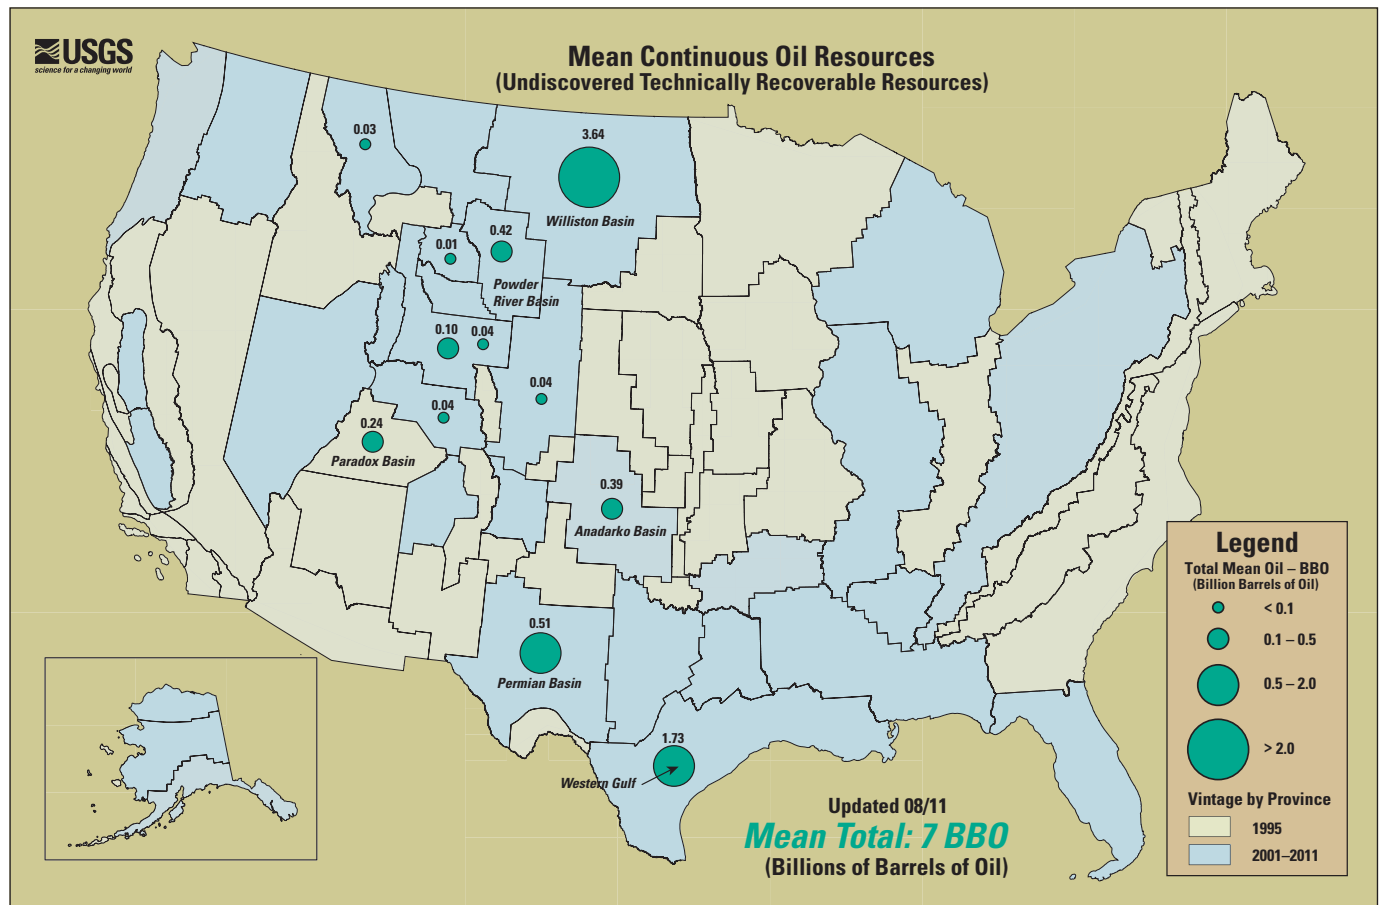 USGS
science for a changing world
Mean Continuous Oil Resources
(Undiscovered Technically Recoverable Resources)
0.03
3.64
Williston Basin
0.01
0.42
Powder
River Basin
0.10
0.04
0.04
0.04
0.24
Paradox Basin
0.39
Anadarko Basin
0.51
Permian Basin
1.73
Western Gulf
Updated 08/11
Mean Total: 7 BBO
(Billions of Barrels of Oil)
Legend
Total Mean Oil – BBO
(Billion Barrels of Oil)
< 0.1
0.1 – 0.5
0.5 – 2.0
> 2.0
Vintage by Province
1995
2001–2011